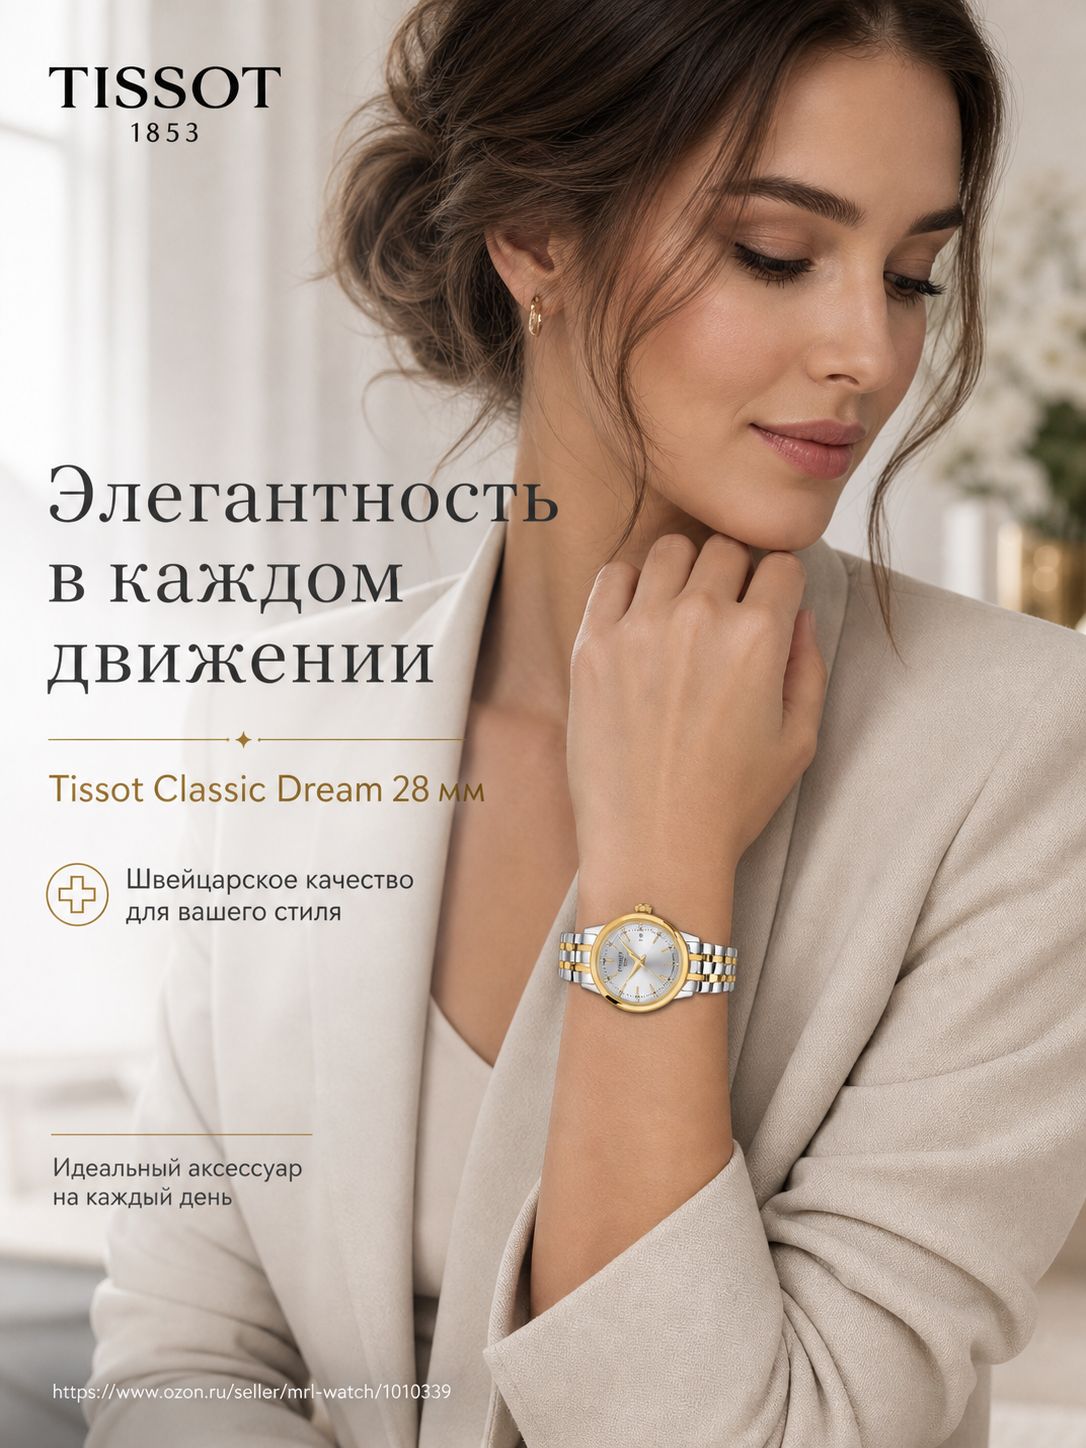 TISSOT
1853
Элегантность
в каждом
движении
Tissot Classic Dream 28 мм
Швейцарское качество
для вашего стиля
Идеальный аксессуар
на каждый день
https://www.ozon.ru/seller/mrl-watch/1010339